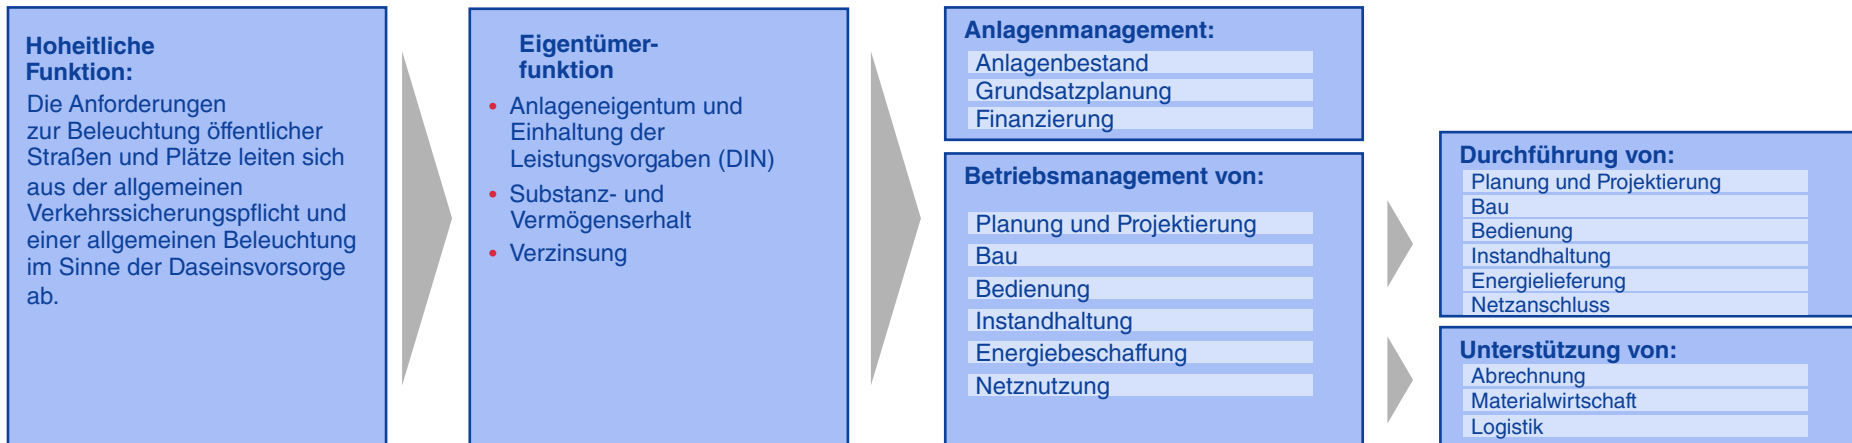 Hoheitliche
Funktion:
Die Anforderungen
zur Beleuchtung öffentlicher
Straßen und Plätze leiten sich
aus der allgemeinen
Verkehrssicherungspflicht und
einer allgemeinen Beleuchtung
im Sinne der Daseinsvorsorge
ab.
Eigentümer-
funktion
• Anlageneigentum und
Einhaltung der
Leistungsvorgaben (DIN)
• Substanz- und
Vermögenserhalt
• Verzinsung
Anlagenmanagement:
Anlagenbestand
Grundsatzplanung
Finanzierung
Betriebsmanagement von:
Planung und Projektierung
Bau
Bedienung
Instandhaltung
Energiebeschaffung
Netznutzung
Durchführung von:
Planung und Projektierung
Bau
Bedienung
Instandhaltung
Energielieferung
Netzanschluss
Unterstützung von:
Abrechnung
Materialwirtschaft
Logistik